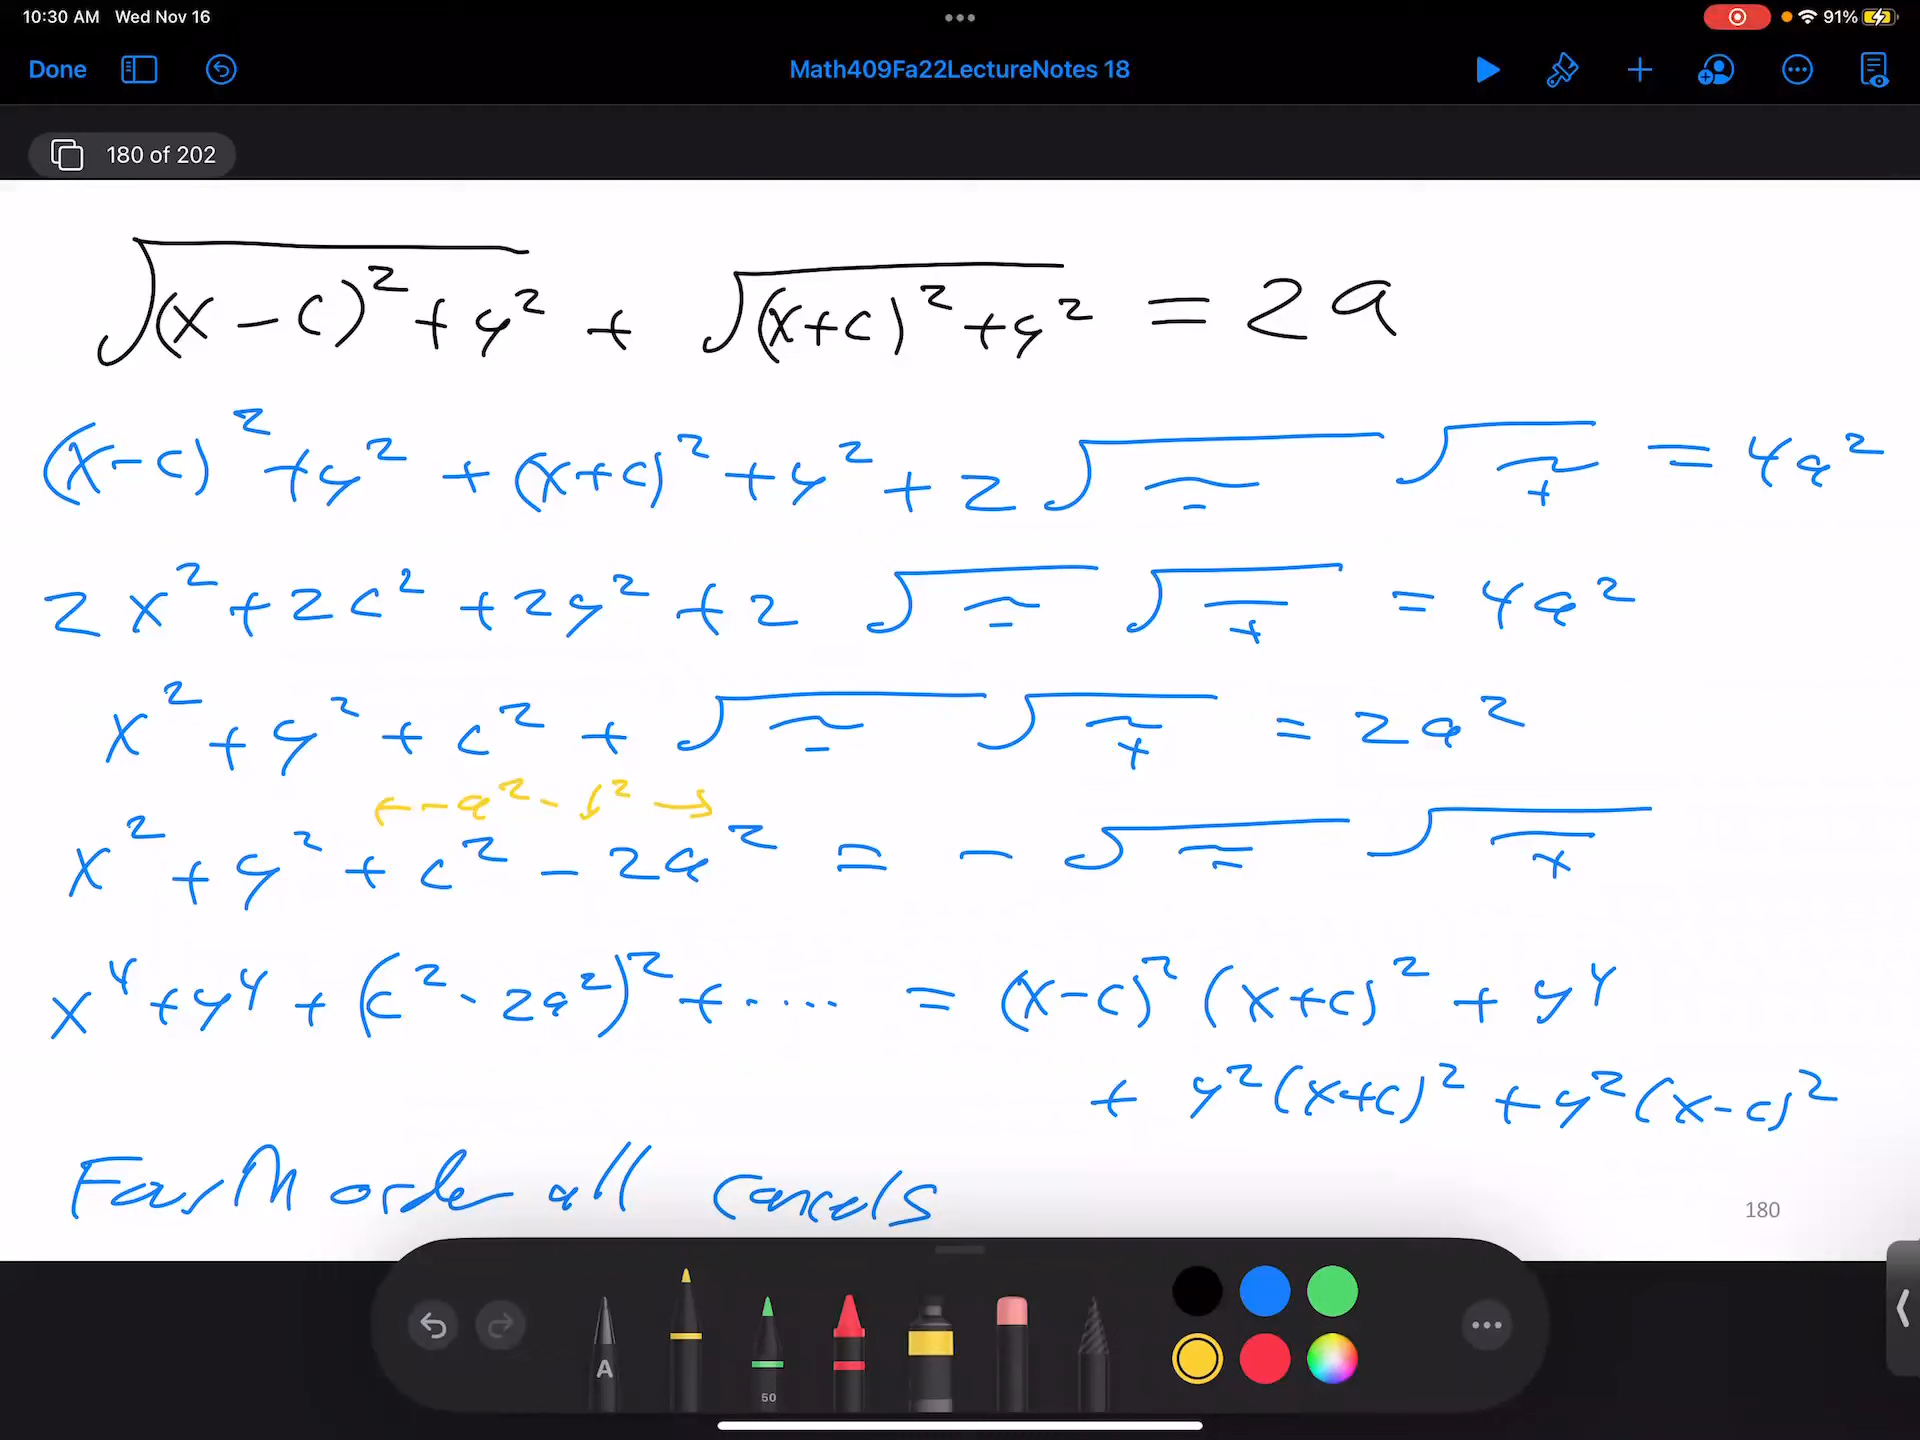 10:30 AM Wed Nov 16
91%
Done
Math409Fa22LectureNotes 18
180 of 202
√((x-c)² + y²) + √((x+c)² + y²) = 2a
(x-c)² + y² + (x+c)² + y² + 2 √(~ -) √(~ +) = 4a²
2x² + 2c² + 2y² + 2 √(~ -) √(~ +) = 4a²
x² + y² + c² + √(~ -) √(~ +) = 2a²
← -a² - b² →
x² + y² + c² - 2a² = - √(~ -) √(~ +)
x⁴ + y⁴ + (c² - 2a²)² + ..... = (x-c)² (x+c)² + y⁴
+ y²(x+c)² + y²(x-c)²
Fourth order all cancels
180
A
50